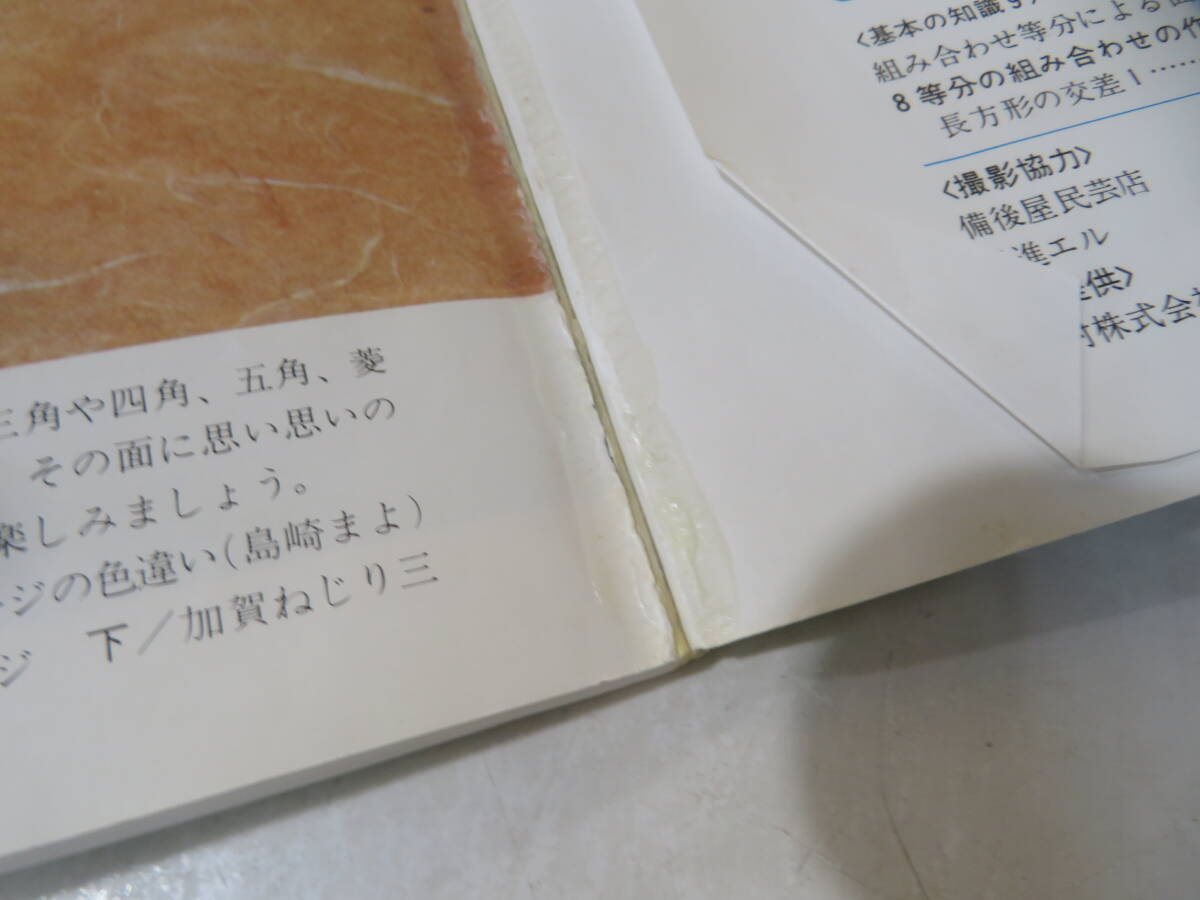 三角や四角、五角、菱
その面に思い思いの
楽しみましょう。
ジの色違い(島崎まよ)
ジ 下/加賀ねじり三
〈基本の知識9
組み合わせ等分による
8等分の組み合わせの作
長方形の交差1……
〈撮影協力〉
備後屋民芸店
進エル
供〉
株式会